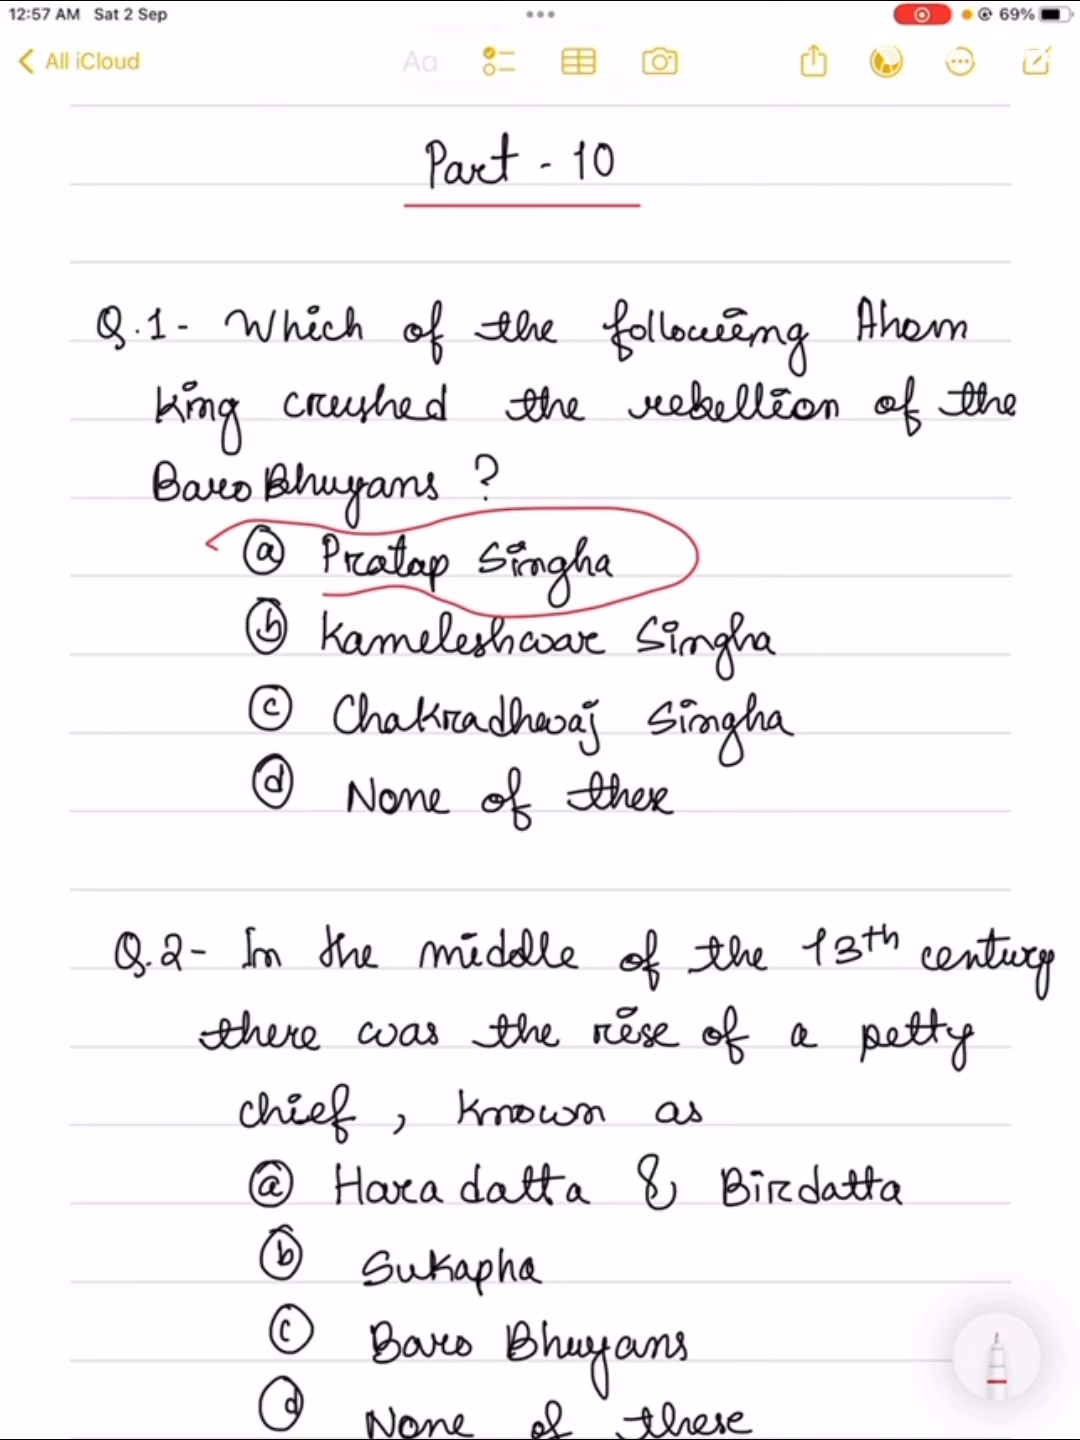 12:57 AM Sat 2 Sep
69%
All iCloud
Aa
Part - 10
Q.1- Which of the following Ahom
king crushed the rebellion of the
Baro Bhuyans ?
(a) Pratap Singha
(b) Kameleshwar Singha
(c) Chakradhwaj Singha
(d) None of these
Q.2- In the middle of the 13th century
there was the rise of a petty
chief, known as
(a) Hara datta & Birdatta
(b) Sukapha
(c) Baro Bhuyans
(d) None of these